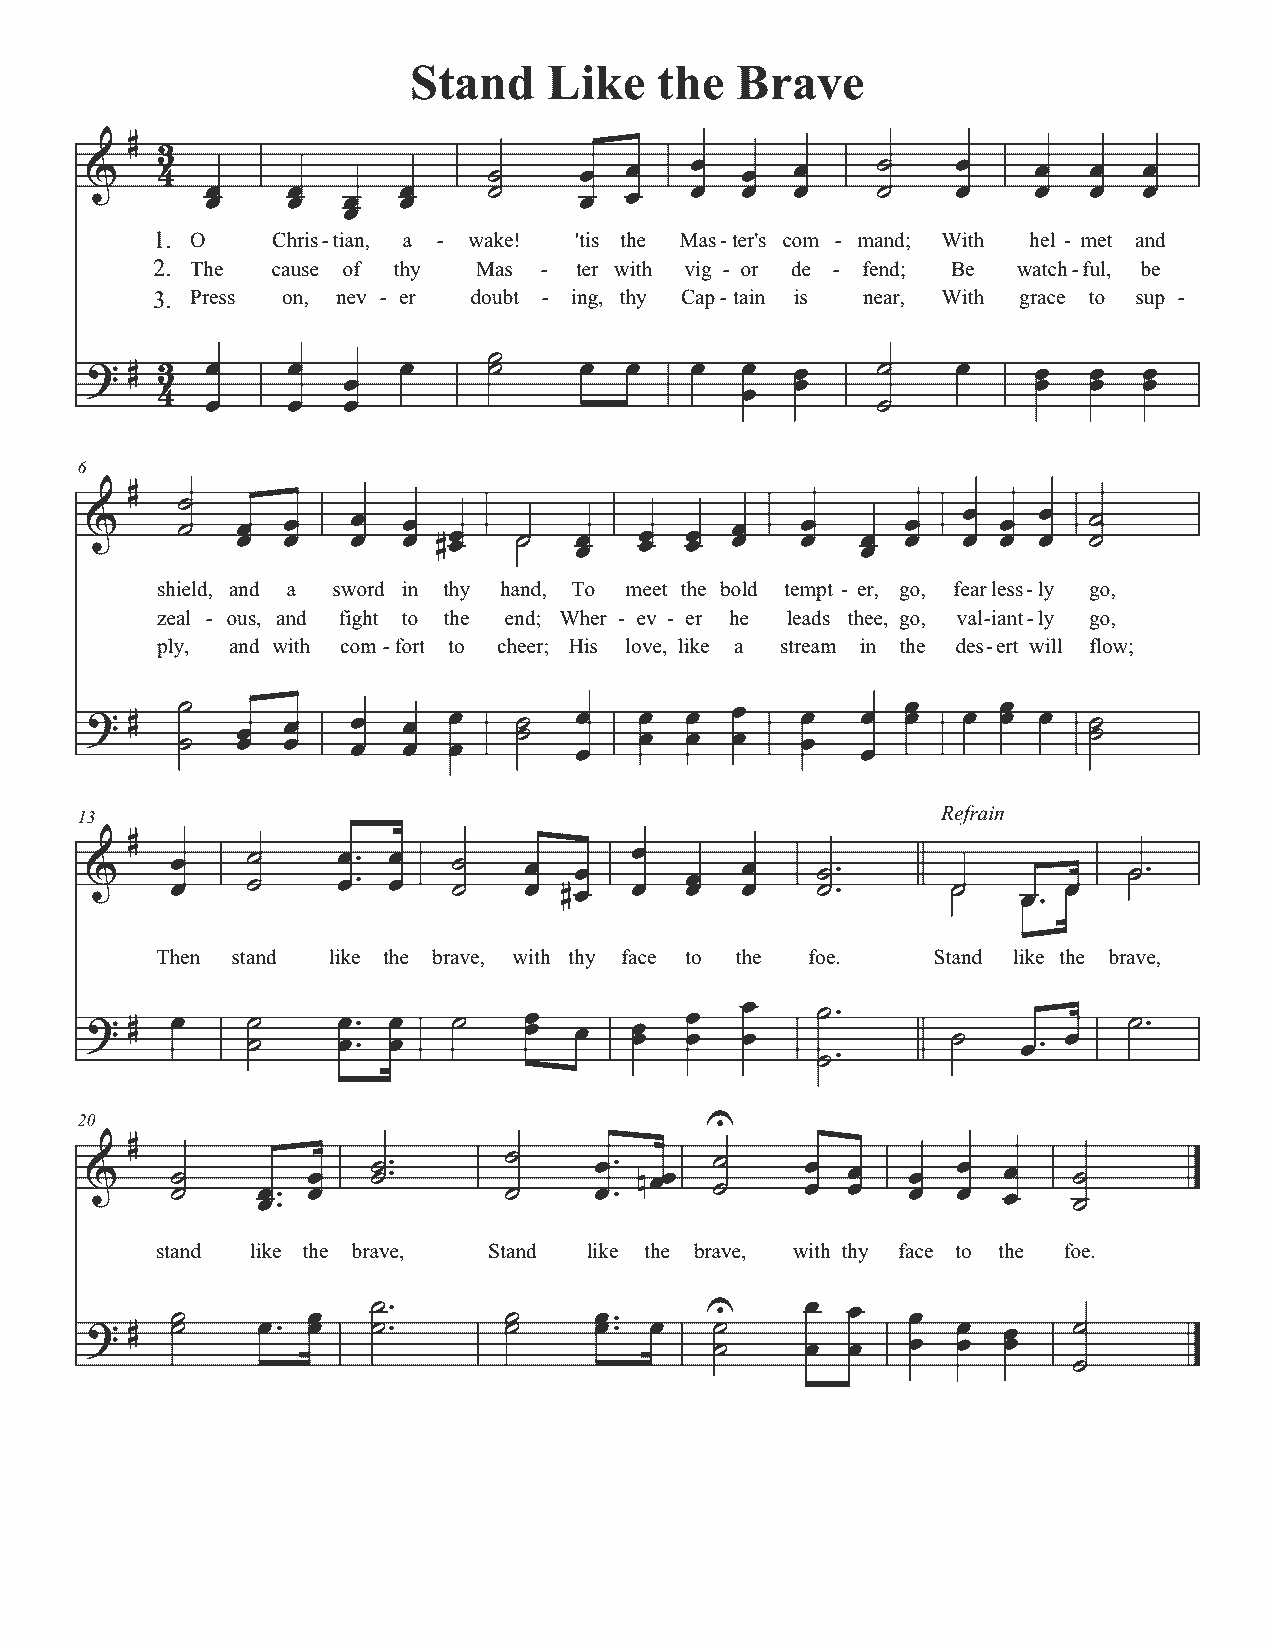 Stand Like the Brave
1. O Chris - tian, a - wake! 'tis the Mas - ter's com - mand; With hel - met and
2. The cause of thy Mas - ter with vig - or de - fend; Be watch - ful, be
3. Press on, nev - er doubt - ing, thy Cap - tain is near, With grace to sup -
6
shield, and a sword in thy hand, To meet the bold tempt - er, go, fear less - ly go,
zeal - ous, and fight to the end; Wher - ev - er he leads thee, go, val-iant - ly go,
ply, and with com - fort to cheer; His love, like a stream in the des - ert will flow;
13 Refrain
Then stand like the brave, with thy face to the foe. Stand like the brave,
20
stand like the brave, Stand like the brave, with thy face to the foe.